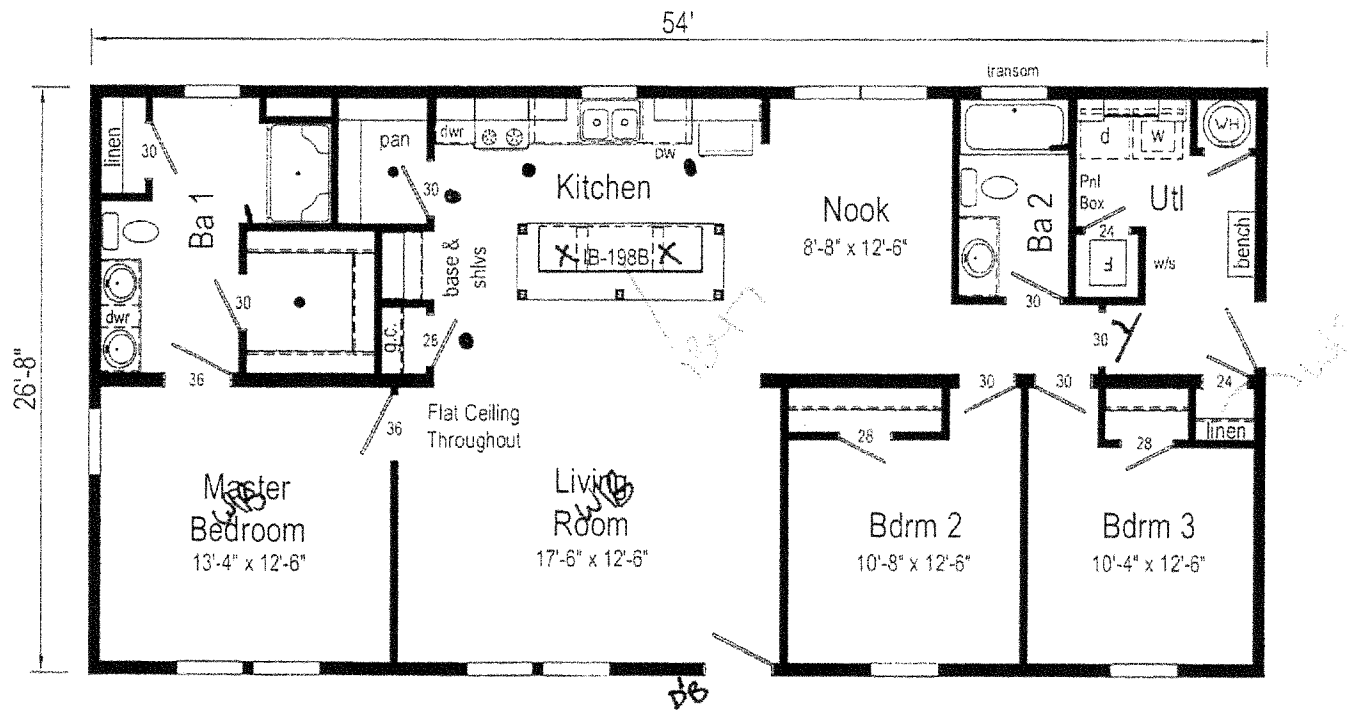 54'
transom
26'-8"
linen
30
Ba 1
dwr
36
30
pan
30
dwr
DW
Kitchen
IB-198B
base &
shlvs
28
Nook
8'-8" x 12'-6"
Ba 2
30
d
w
WH
Pnl
Box
Utl
24
F
w/s
bench
30
24
linen
30
30
28
28
36
Flat Ceiling
Throughout
Master
Bedroom
13'-4" x 12'-6"
W/B
Living
Room
17'-6" x 12'-6"
W/B
Bdrm 2
10'-8" x 12'-6"
Bdrm 3
10'-4" x 12'-6"
D'B